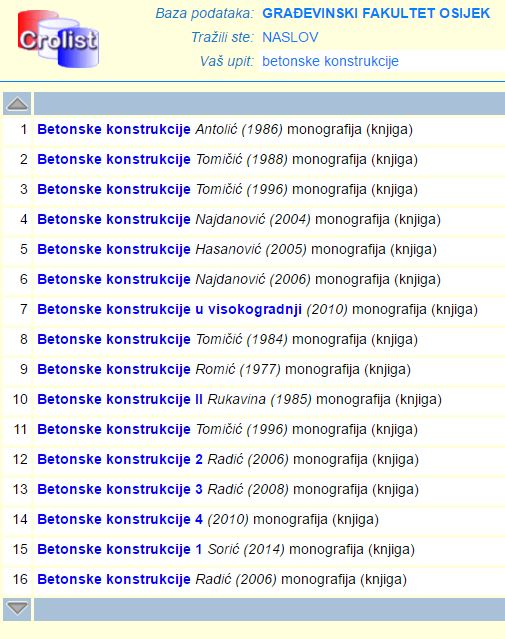 Crolist
Baza podataka: GRAĐEVINSKI FAKULTET OSIJEK
Tražili ste: NASLOV
Vaš upit: betonske konstrukcije
1 Betonske konstrukcije Antolić (1986) monografija (knjiga)
2 Betonske konstrukcije Tomičić (1988) monografija (knjiga)
3 Betonske konstrukcije Tomičić (1996) monografija (knjiga)
4 Betonske konstrukcije Najdanović (2004) monografija (knjiga)
5 Betonske konstrukcije Hasanović (2005) monografija (knjiga)
6 Betonske konstrukcije Najdanović (2006) monografija (knjiga)
7 Betonske konstrukcije u visokogradnji (2010) monografija (knjiga)
8 Betonske konstrukcije Tomičić (1984) monografija (knjiga)
9 Betonske konstrukcije Romić (1977) monografija (knjiga)
10 Betonske konstrukcije II Rukavina (1985) monografija (knjiga)
11 Betonske konstrukcije Tomičić (1996) monografija (knjiga)
12 Betonske konstrukcije 2 Radić (2006) monografija (knjiga)
13 Betonske konstrukcije 3 Radić (2008) monografija (knjiga)
14 Betonske konstrukcije 4 (2010) monografija (knjiga)
15 Betonske konstrukcije 1 Sorić (2014) monografija (knjiga)
16 Betonske konstrukcije Radić (2006) monografija (knjiga)